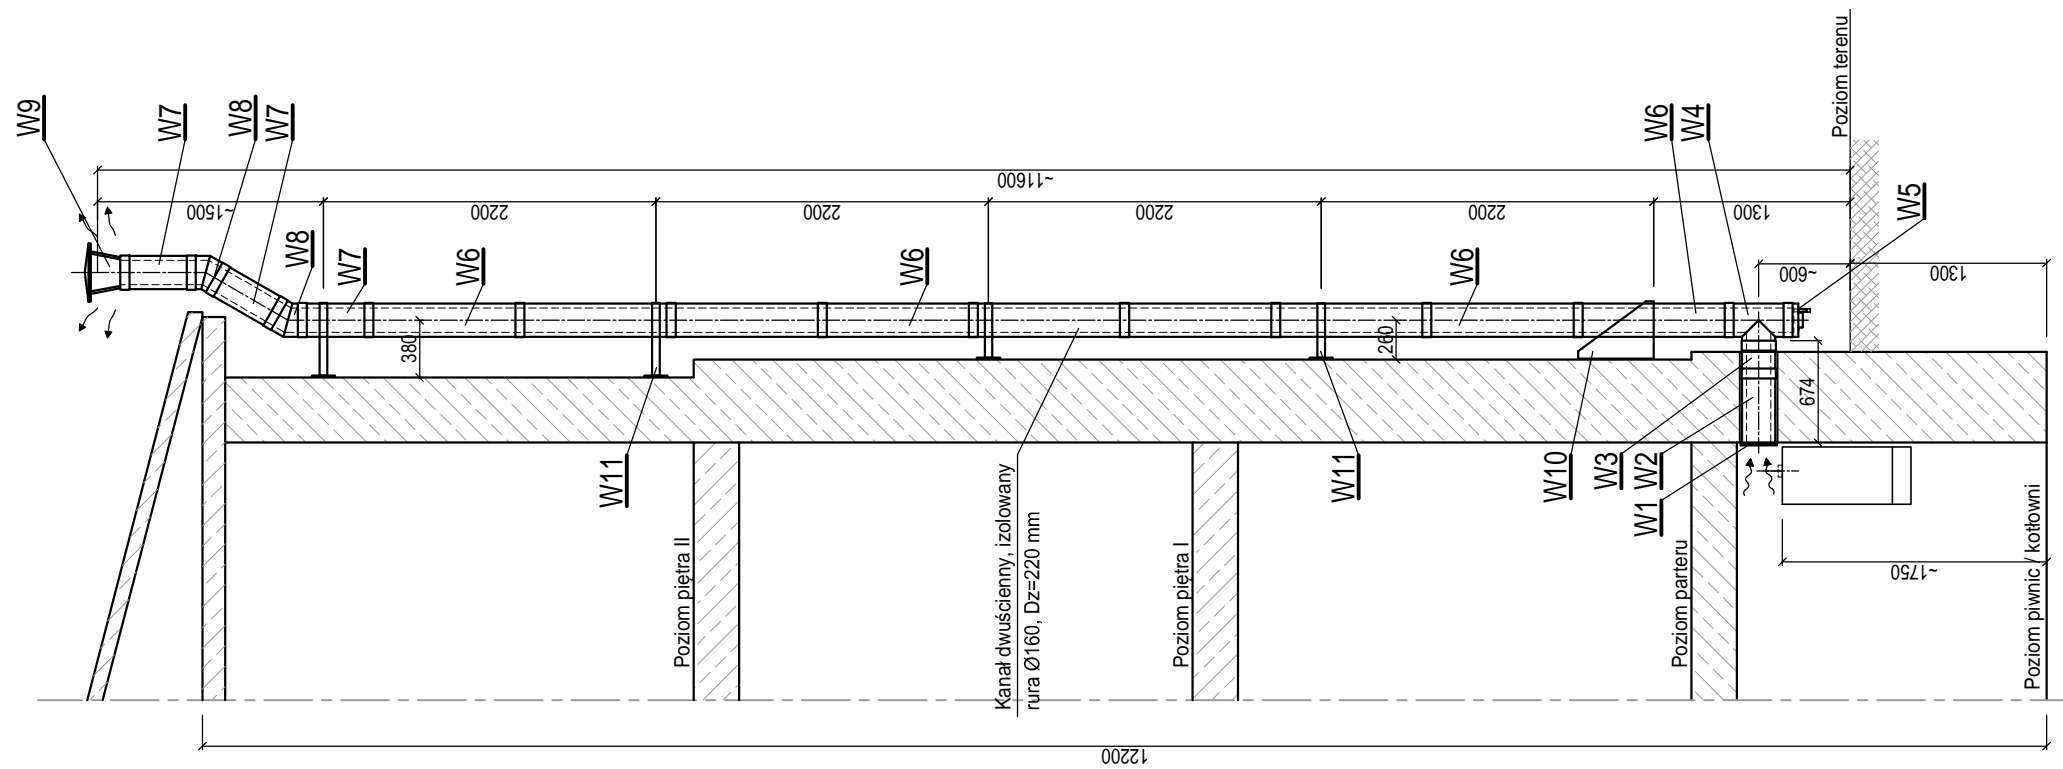 W9
W7
W8
W7
W8
W7
W6
W6
W6
W6
W4
W5
Poziom terenu
~11600
~1500
2200
2200
2200
2200
1300
~600
1300
380
260
674
W11
W11
W10
W3
W2
W1
Kanał dwuścienny, izolowany
rura Ø160, Dz=220 mm
Poziom piętra II
Poziom piętra I
Poziom parteru
Poziom piwnic / kotłowni
~1750
12200